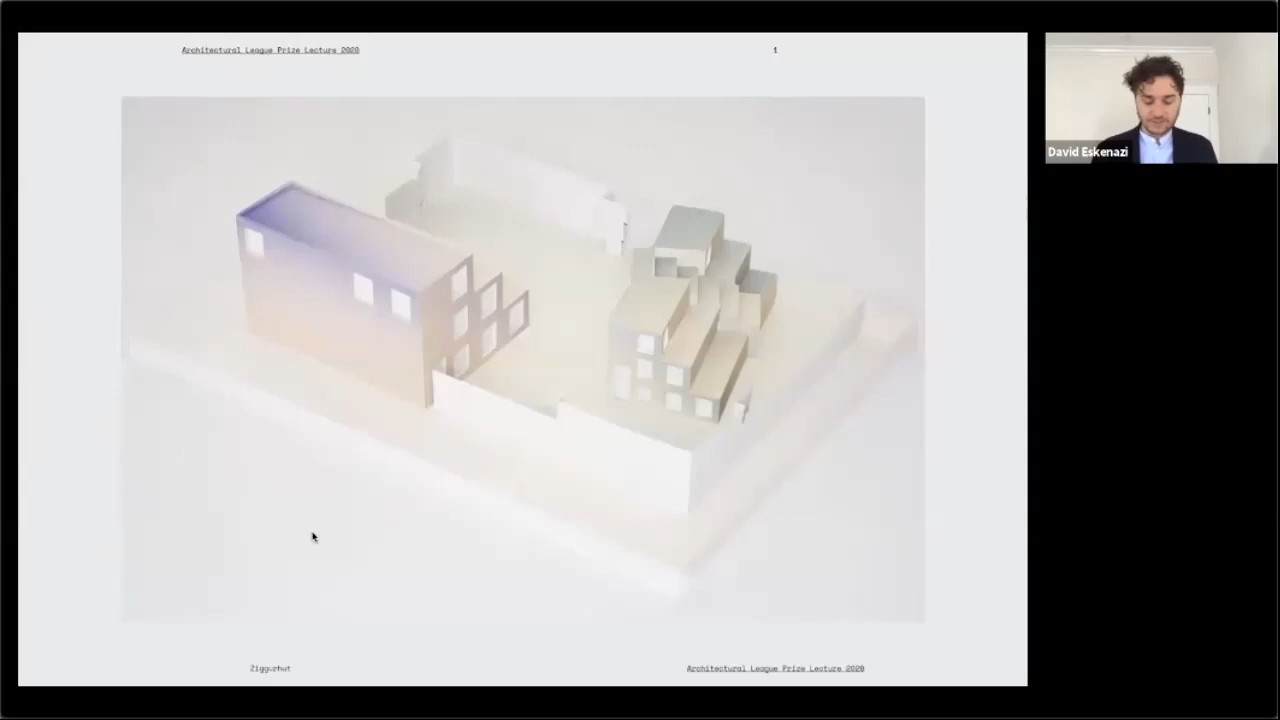 Architectural League Prize Lecture 2020
1
David Eskenazi
Ziggurhut
Architectural League Prize Lecture 2020